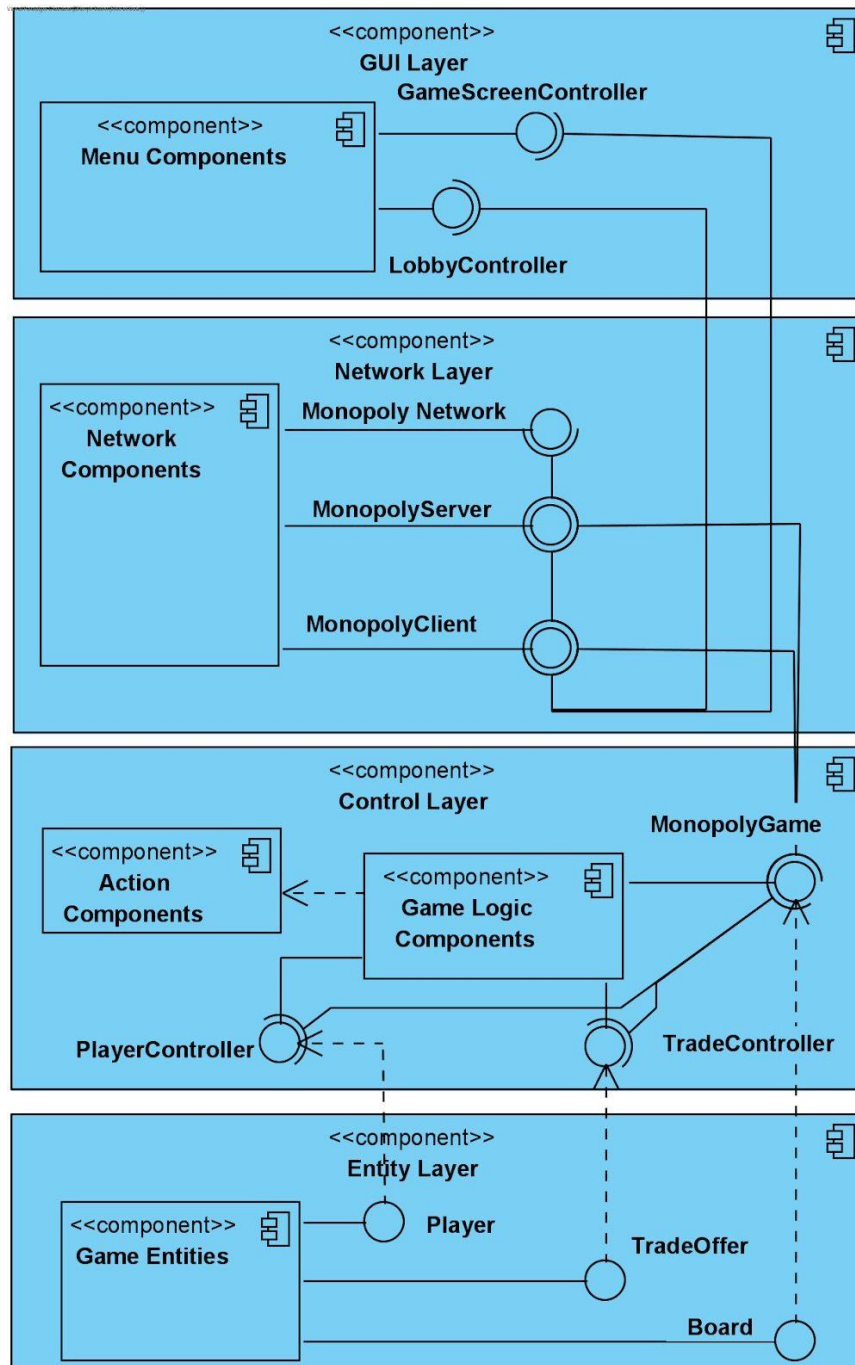 <<component>>
GUI Layer
GameScreenController
<<component>>
Menu Components
LobbyController
<<component>>
Network Layer
<<component>>
Network
Components
Monopoly Network
MonopolyServer
MonopolyClient
<<component>>
Control Layer
MonopolyGame
<<component>>
Action
Components
<<component>>
Game Logic
Components
PlayerController
TradeController
<<component>>
Entity Layer
<<component>>
Game Entities
Player
TradeOffer
Board